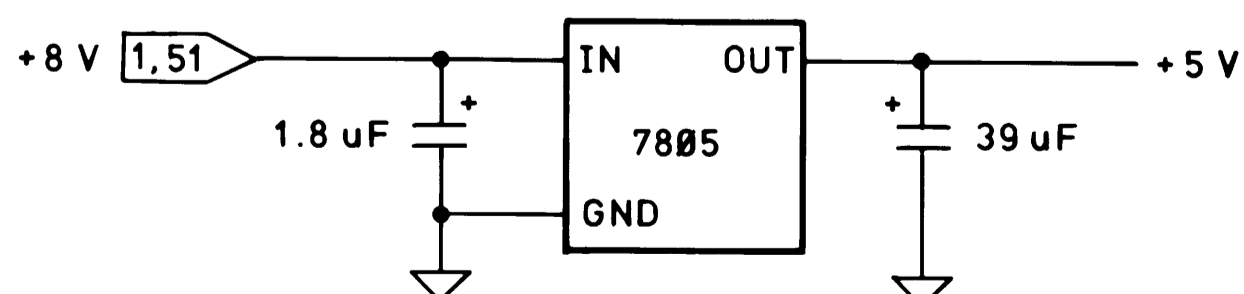 +8 V 1,51
IN OUT
+5 V
+
+
1.8 uF
7805
39 uF
GND